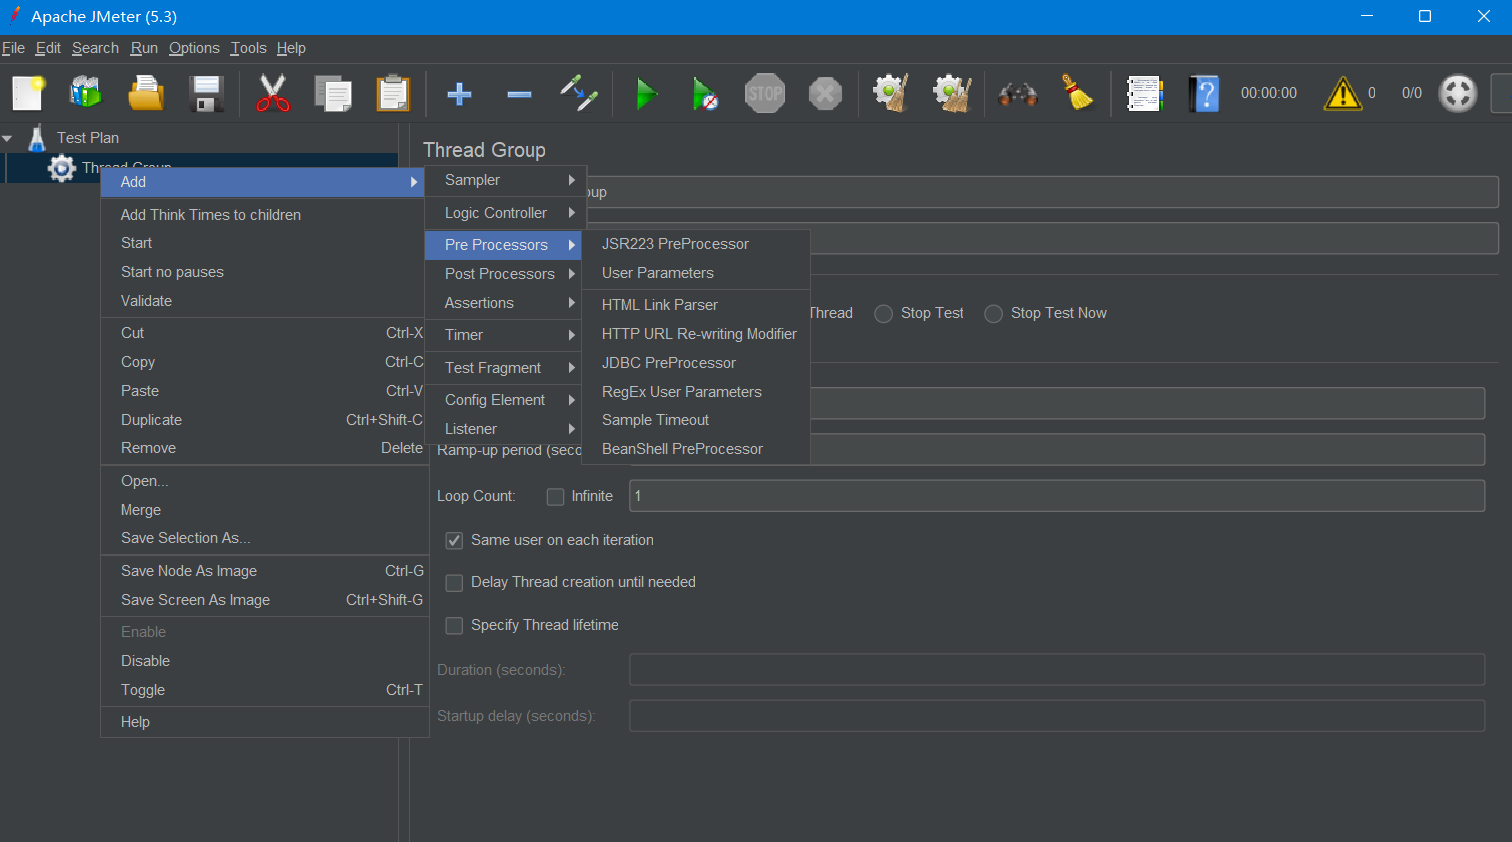 Apache JMeter (5.3)
File Edit Search Run Options Tools Help
STOP
?
00:00:00 ! 0 0/0
Test Plan
Thread Group
Add
Add Think Times to children
Start
Start no pauses
Validate
Cut Ctrl-X
Copy Ctrl-C
Paste Ctrl-V
Duplicate Ctrl+Shift-C
Remove Delete
Open...
Merge
Save Selection As...
Save Node As Image Ctrl-G
Save Screen As Image Ctrl+Shift-G
Enable
Disable
Toggle Ctrl-T
Help
Sampler
Logic Controller
Pre Processors
Post Processors
Assertions
Timer
Test Fragment
Config Element
Listener
JSR223 PreProcessor
User Parameters
HTML Link Parser
HTTP URL Re-writing Modifier
JDBC PreProcessor
RegEx User Parameters
Sample Timeout
BeanShell PreProcessor
Thread Group
oup
Thread Stop Test Stop Test Now
Ramp-up period (seco
Loop Count: Infinite 1
Same user on each iteration
Delay Thread creation until needed
Specify Thread lifetime
Duration (seconds):
Startup delay (seconds):